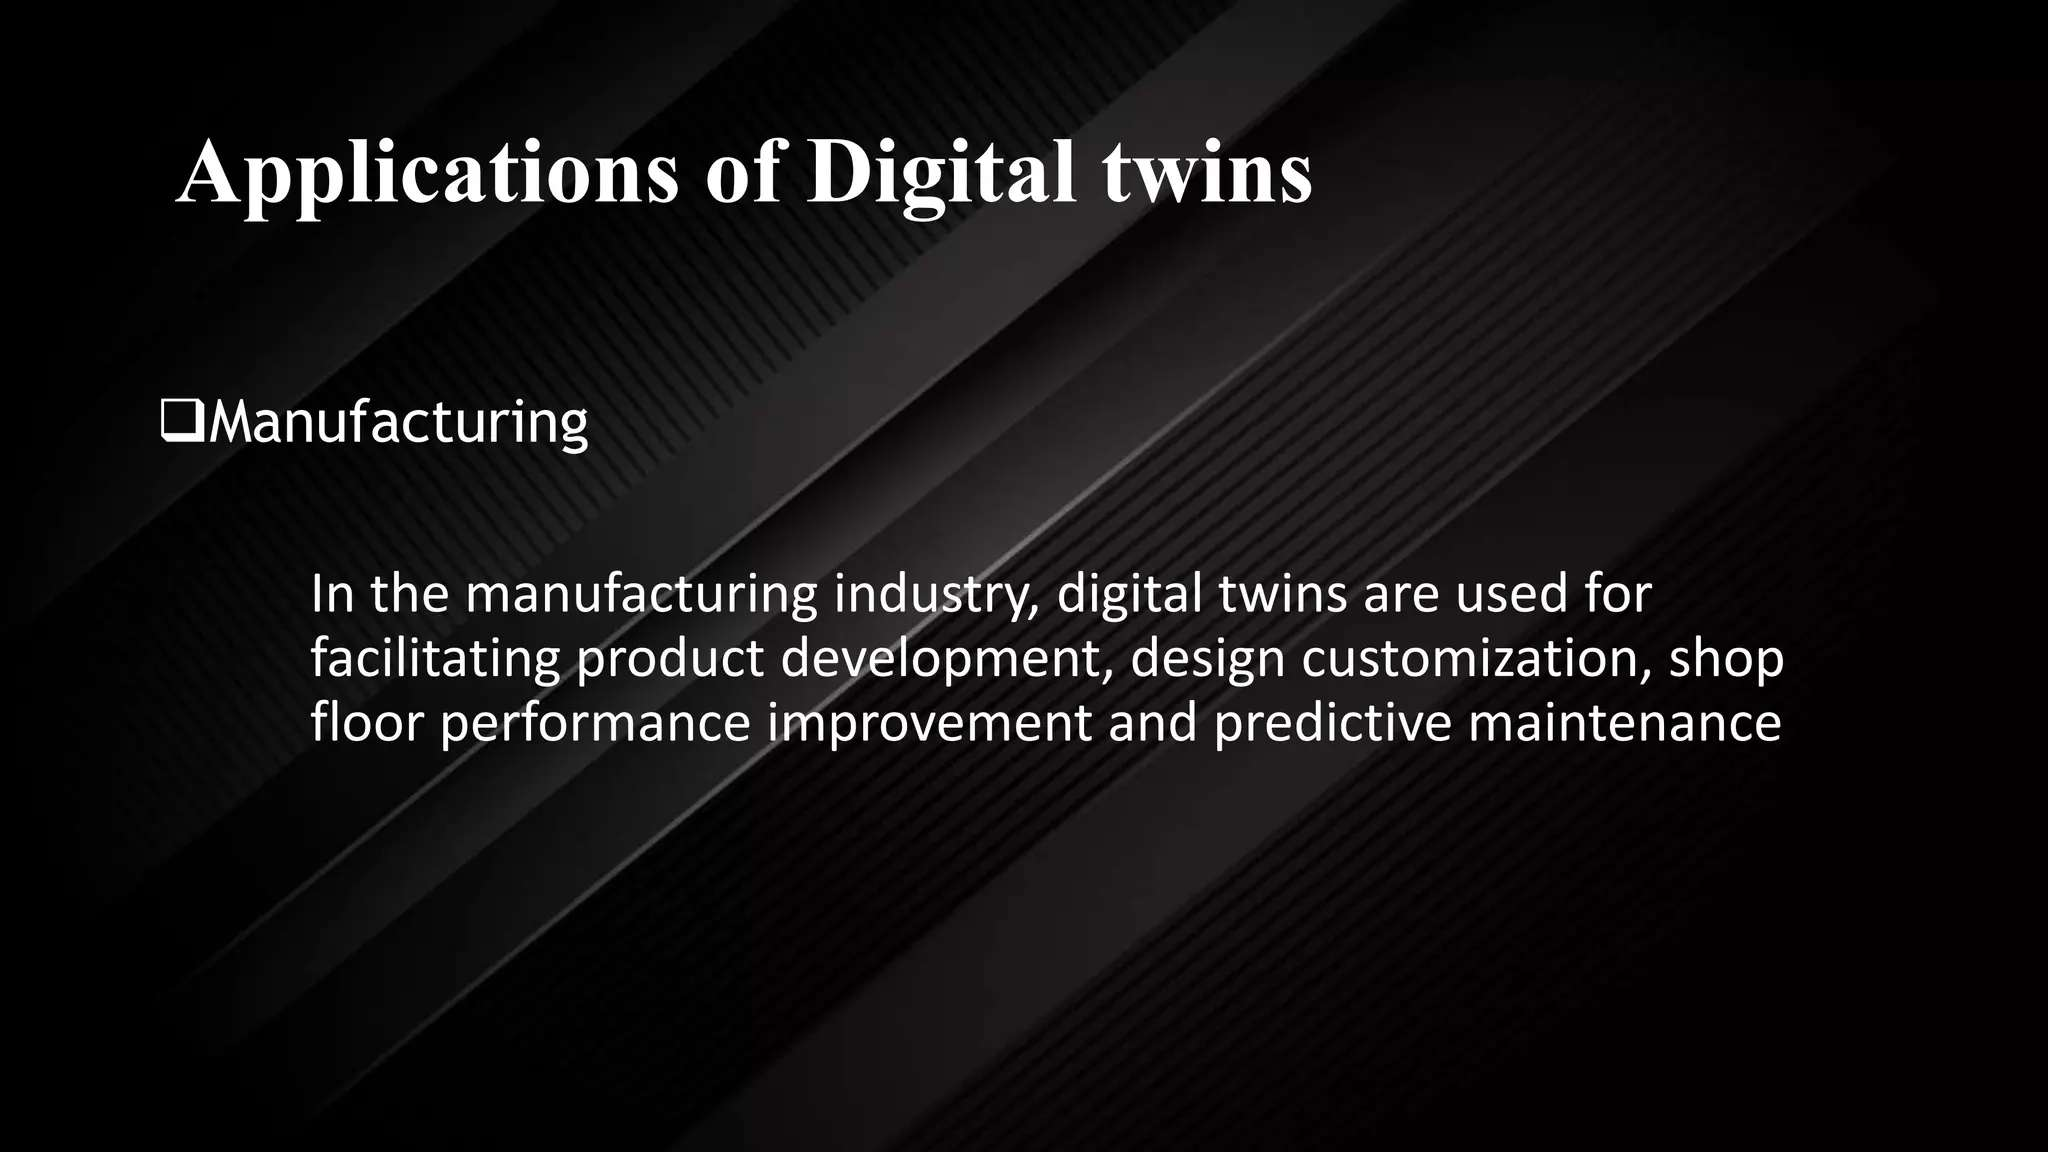 Applications of Digital twins
❑Manufacturing
In the manufacturing industry, digital twins are used for
facilitating product development, design customization, shop
floor performance improvement and predictive maintenance